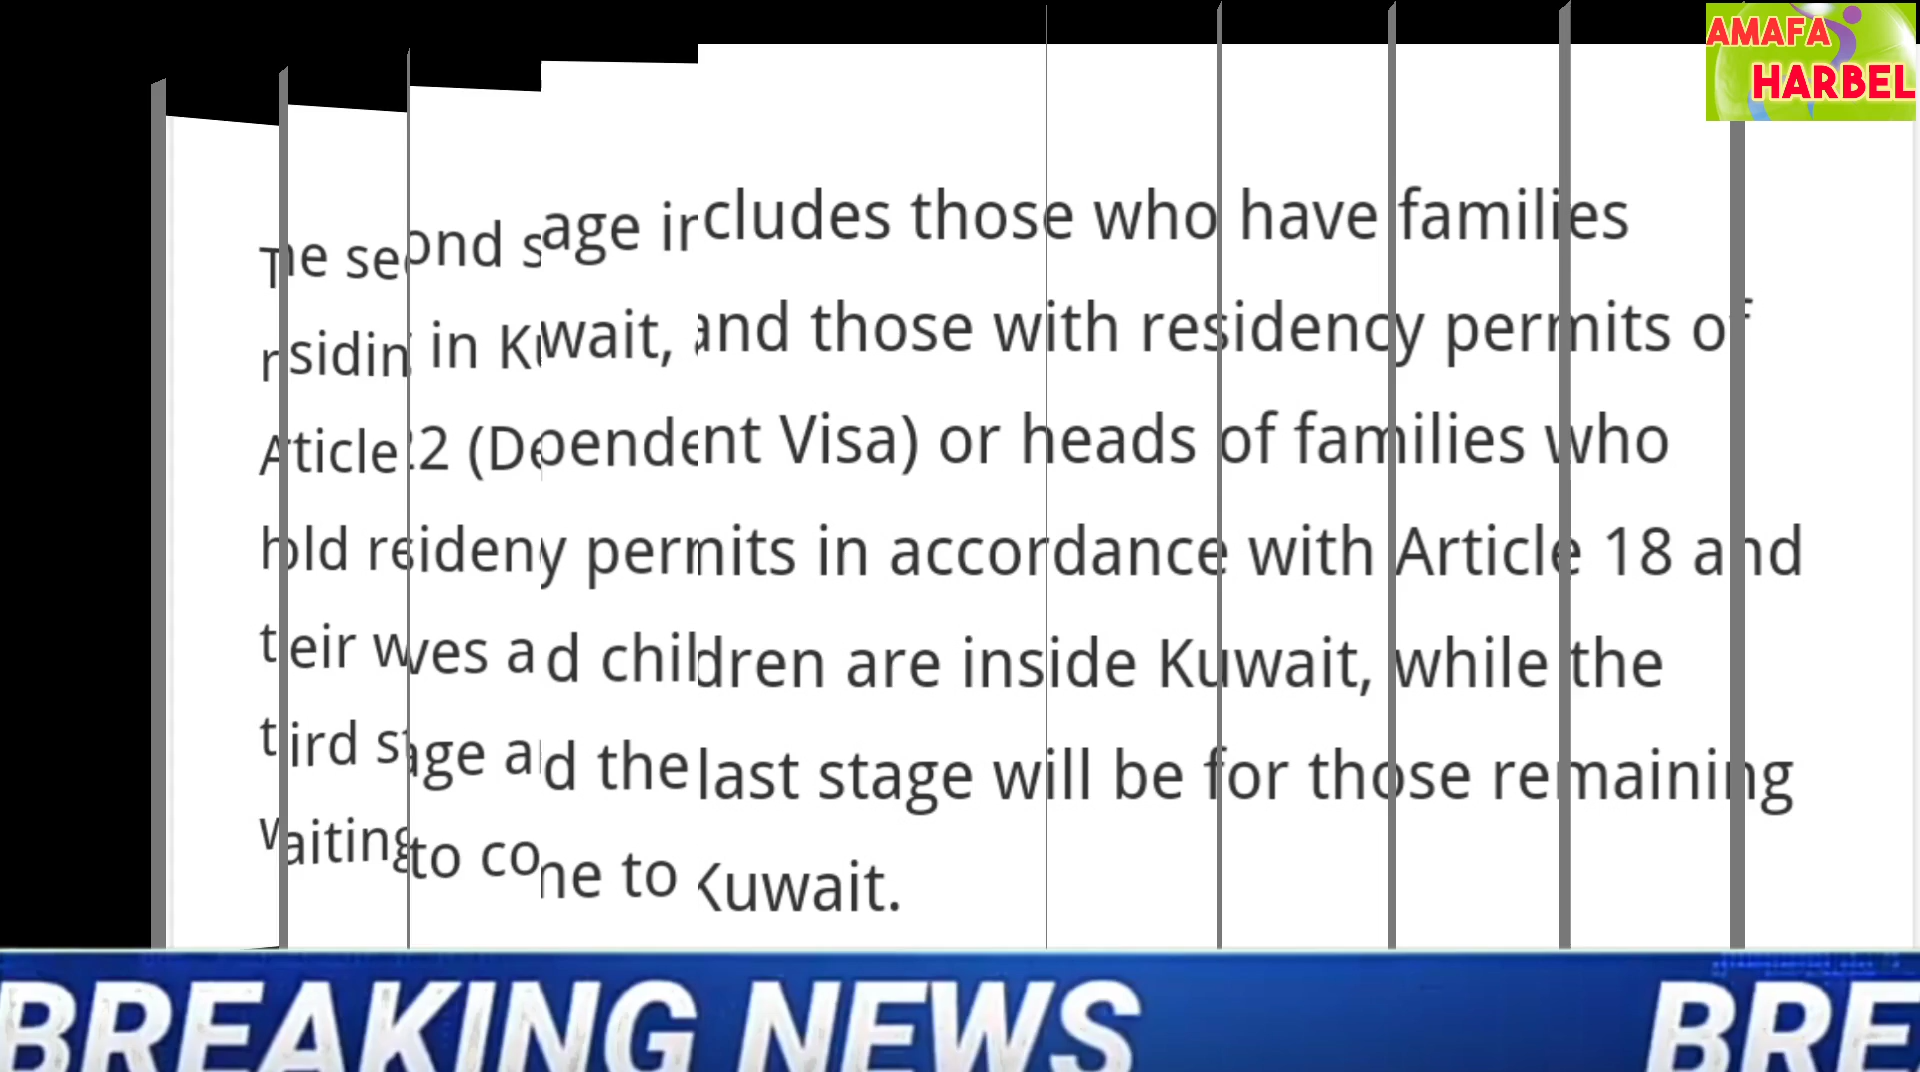 AMAFA
HARBEL
The second stage includes those who have families
residing in Kuwait, and those with residency permits of
Article 22 (Dependent Visa) or heads of families who
hold resideny permits in accordance with Article 18 and
their wives and children are inside Kuwait, while the
third stage and the last stage will be for those remaining
waiting to come to Kuwait.
BREAKING NEWS BRE